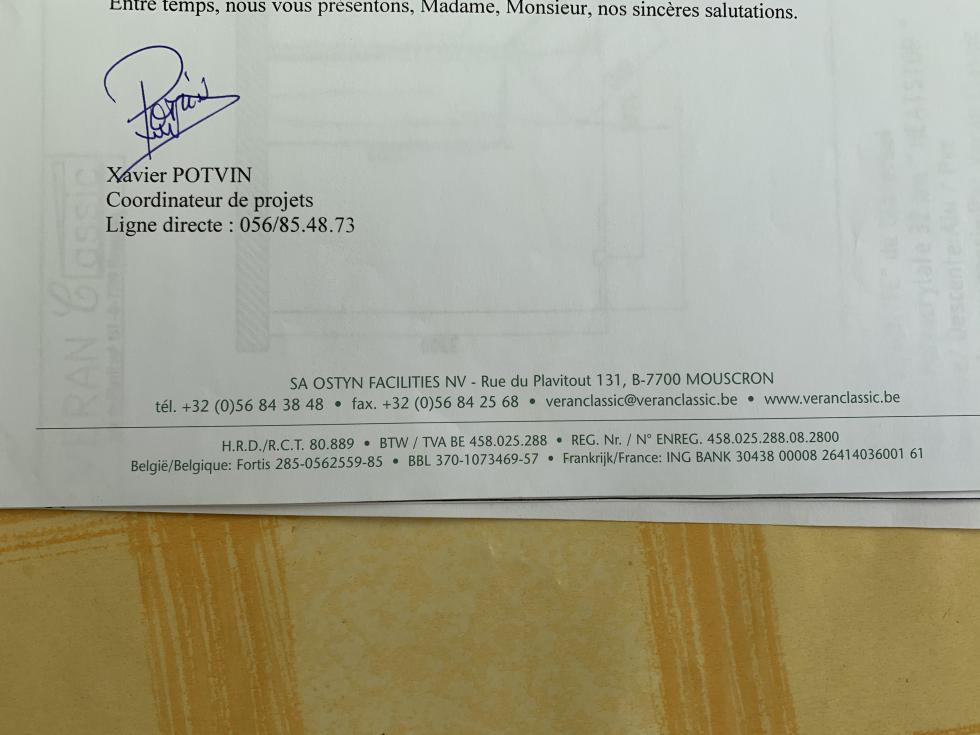 Entre temps, nous vous présentons, Madame, Monsieur, nos sincères salutations.
Xavier POTVIN
Coordinateur de projets
Ligne directe : 056/85.48.73
SA OSTYN FACILITIES NV - Rue du Plavitout 131, B-7700 MOUSCRON
tél. +32 (0)56 84 38 48 • fax. +32 (0)56 84 25 68 • veranclassic@veranclassic.be • www.veranclassic.be
H.R.D./R.C.T. 80.889 • BTW / TVA BE 458.025.288 • REG. Nr. / N° ENREG. 458.025.288.08.2800
België/Belgique: Fortis 285-0562559-85 • BBL 370-1073469-57 • Frankrijk/France: ING BANK 30438 00008 26414036001 61